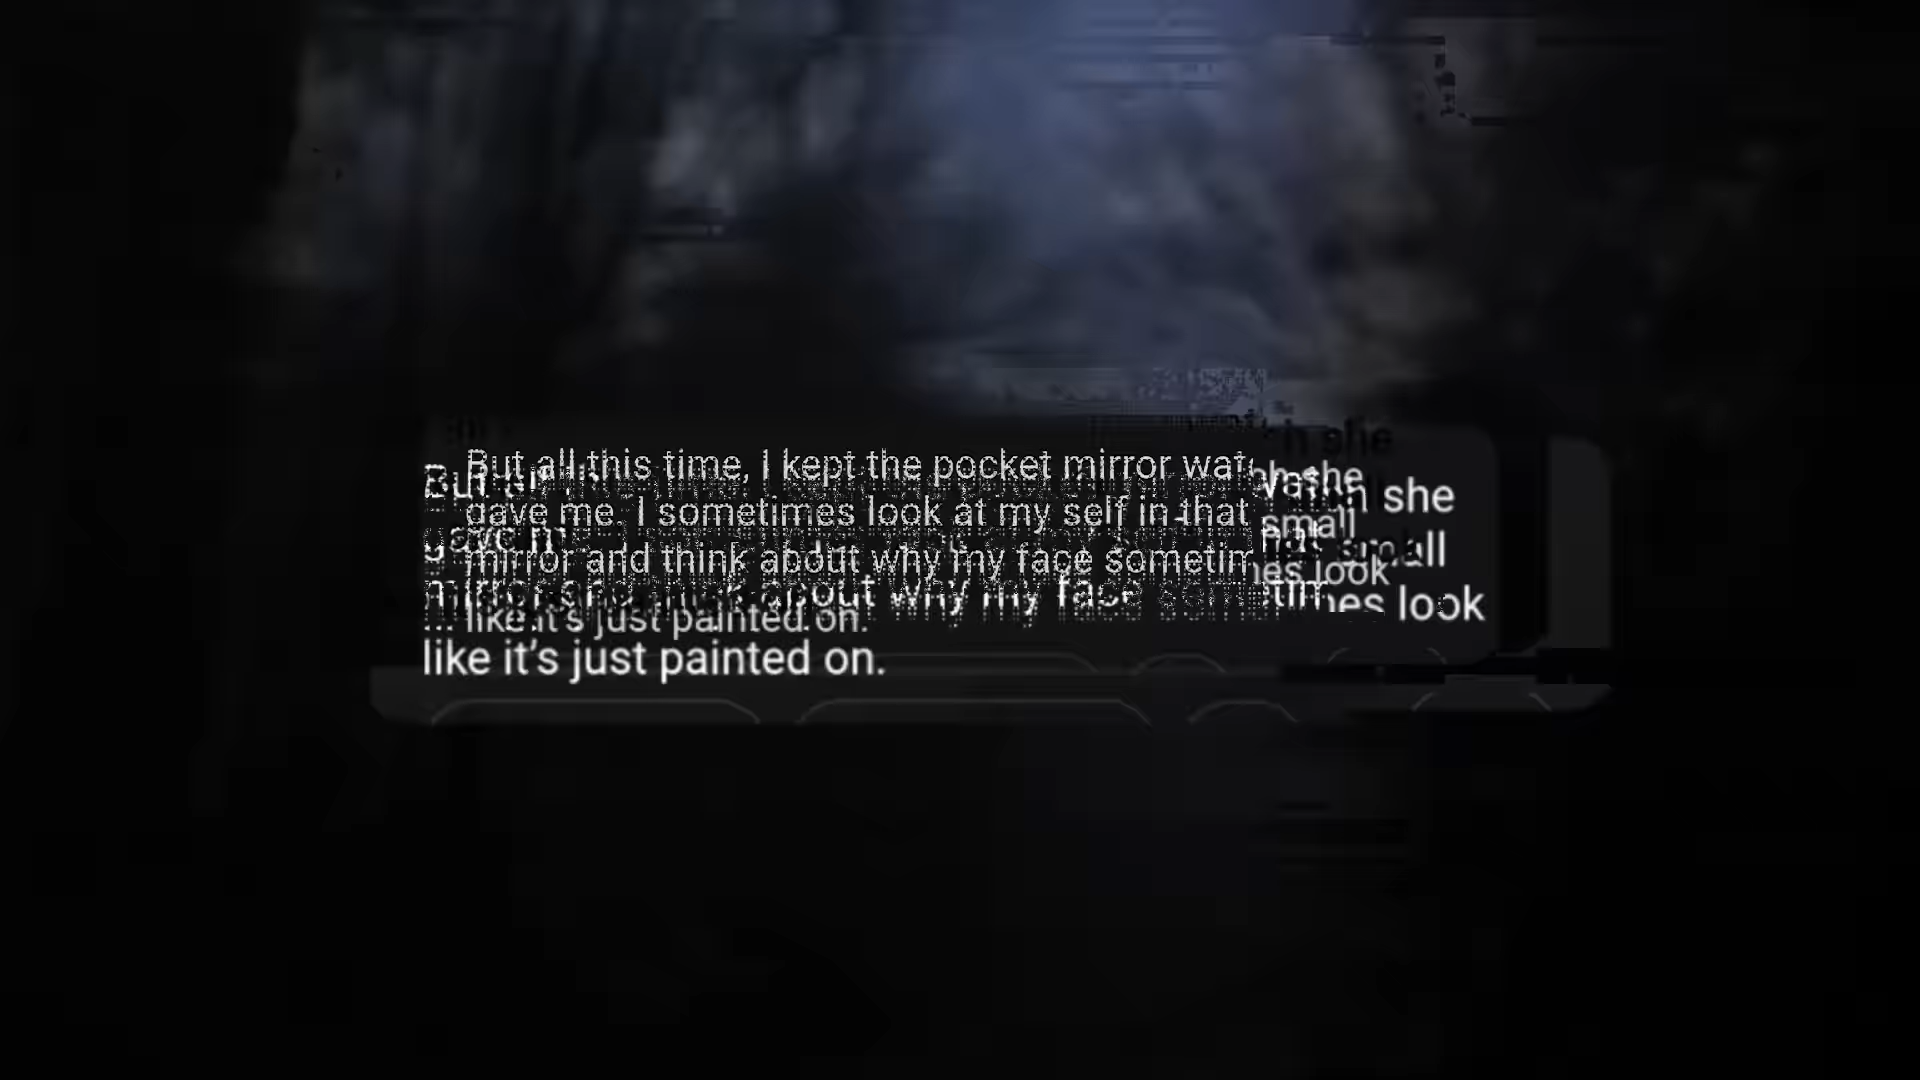 But all this time, I kept the pocket mirror watch she
gave me. I sometimes look at my self in that small
mirror and think about why my face sometimes look
like it's just painted on.